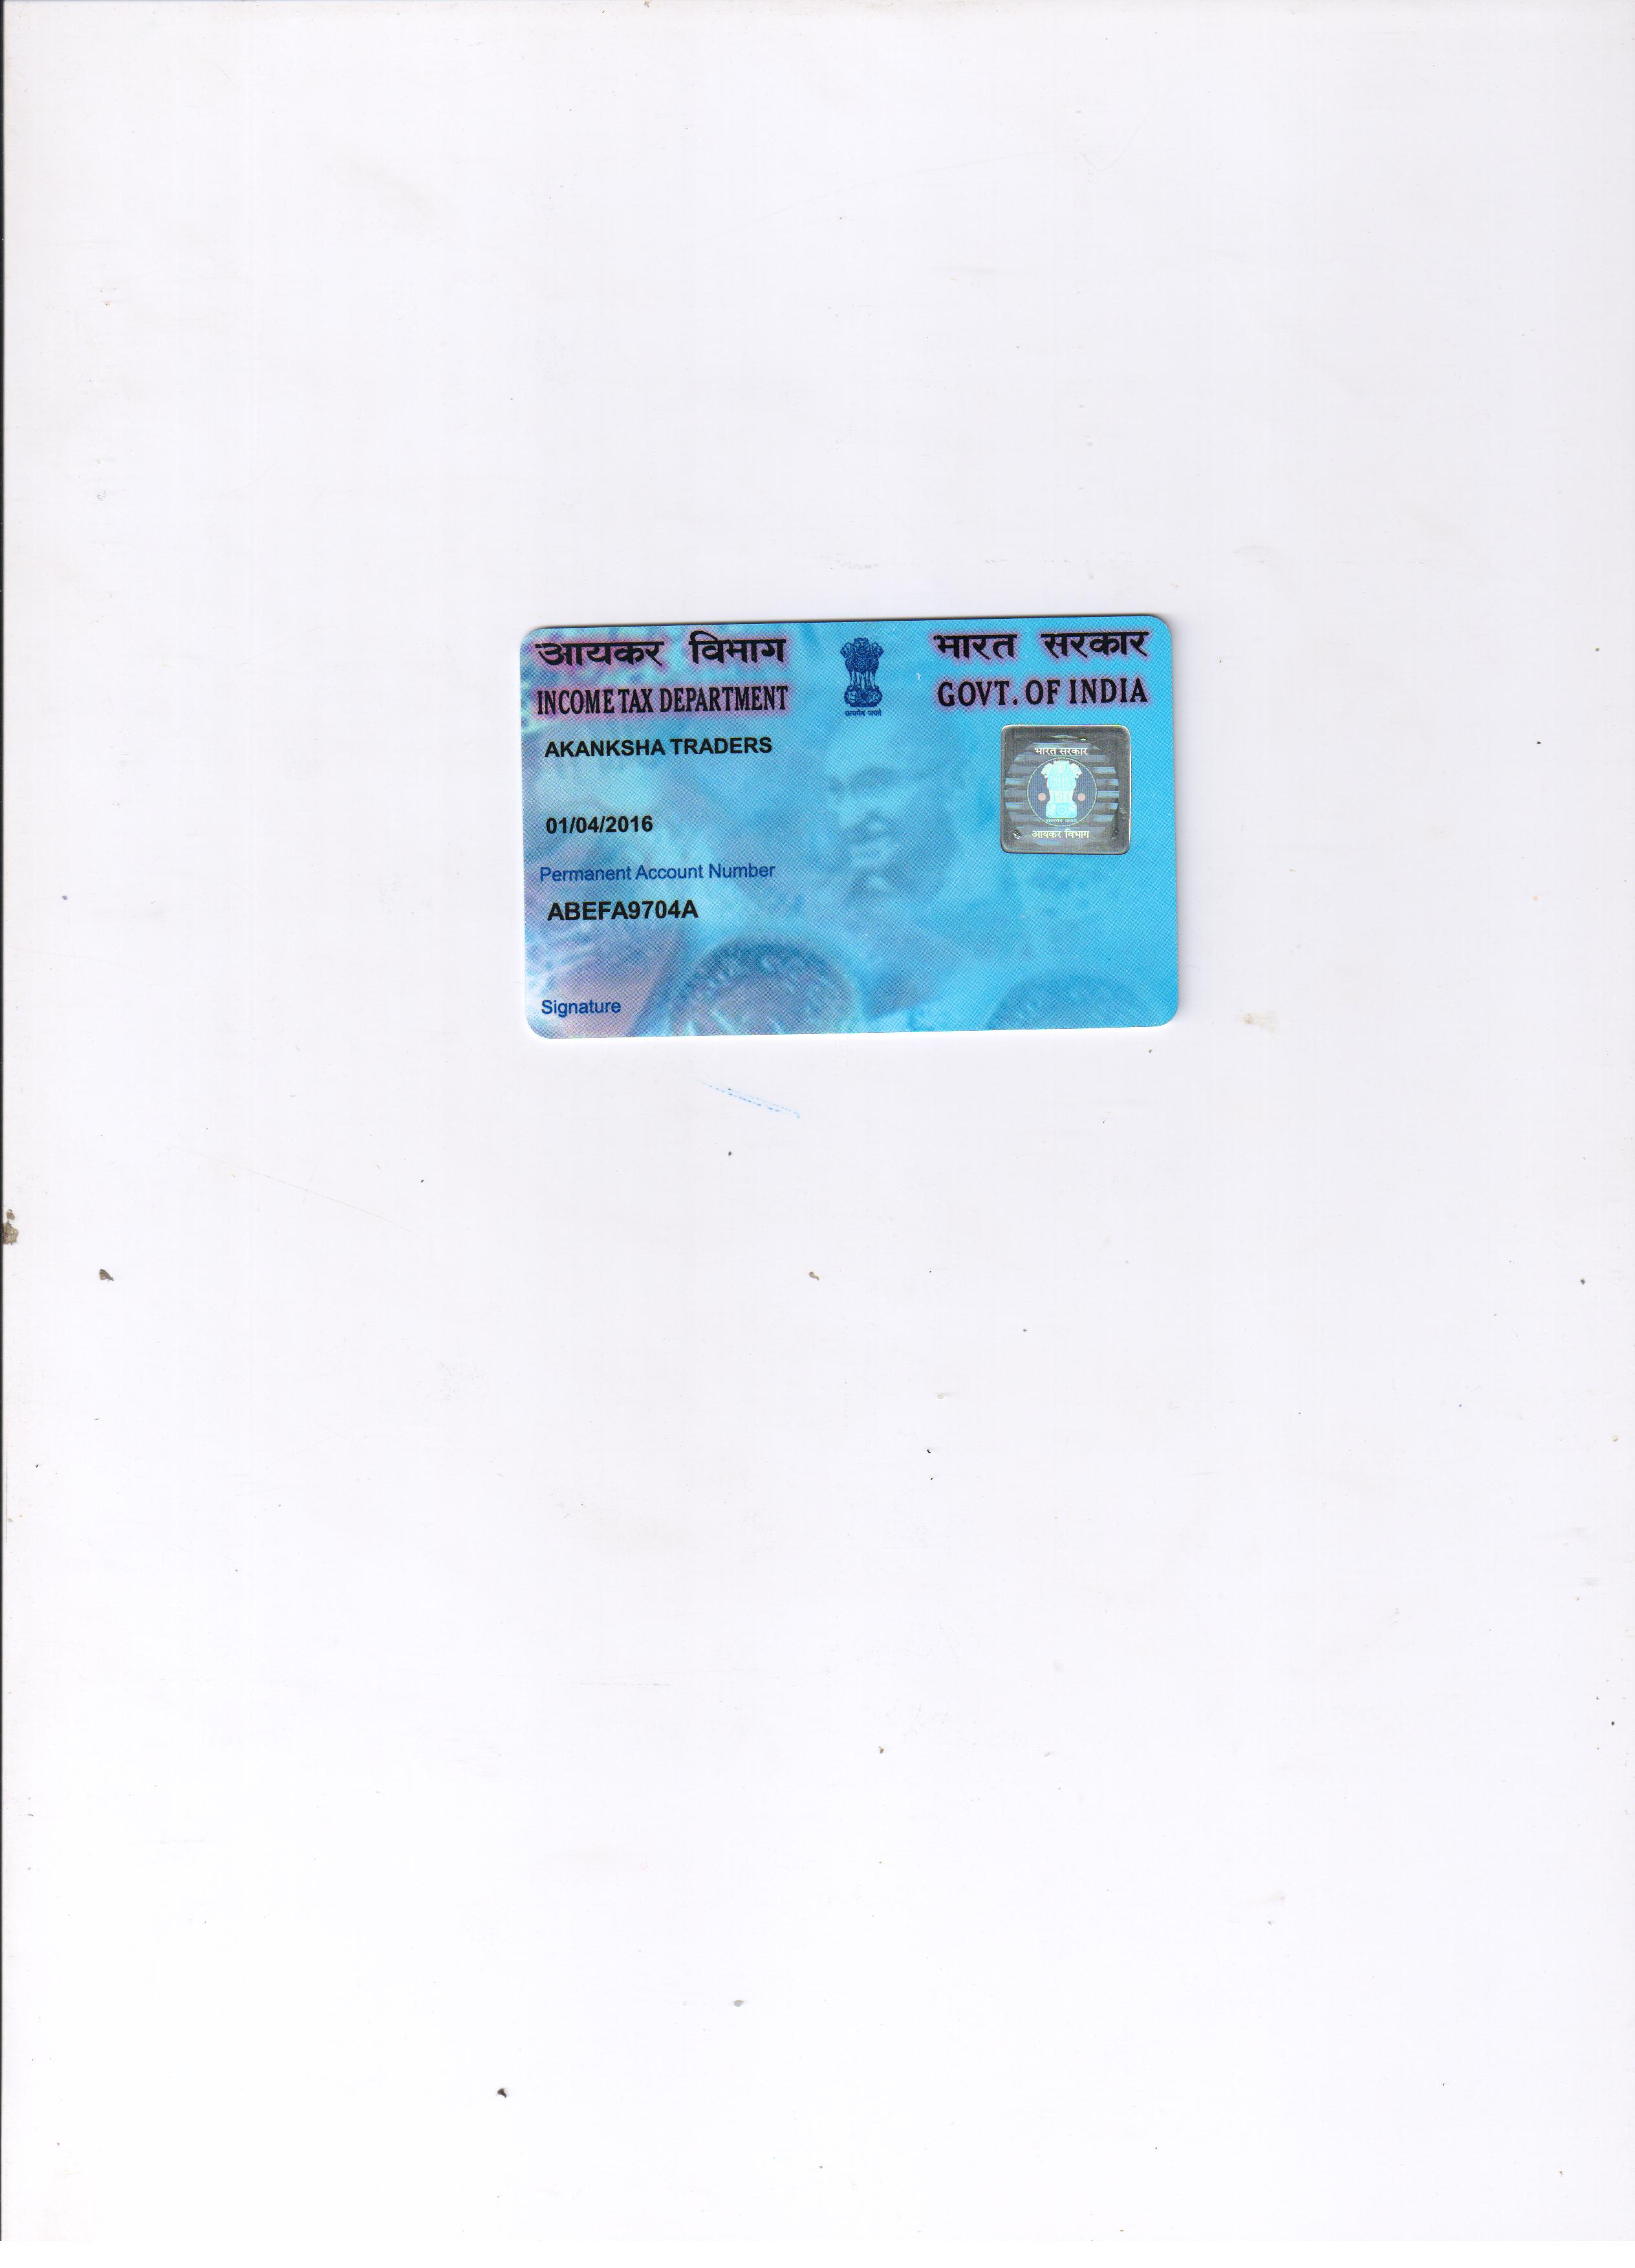 आयकर विभाग
INCOME TAX DEPARTMENT
सत्यमेव जयते
भारत सरकार
GOVT. OF INDIA
AKANKSHA TRADERS
भारत सरकार
आयकर विभाग
01/04/2016
Permanent Account Number
ABEFA9704A
Signature